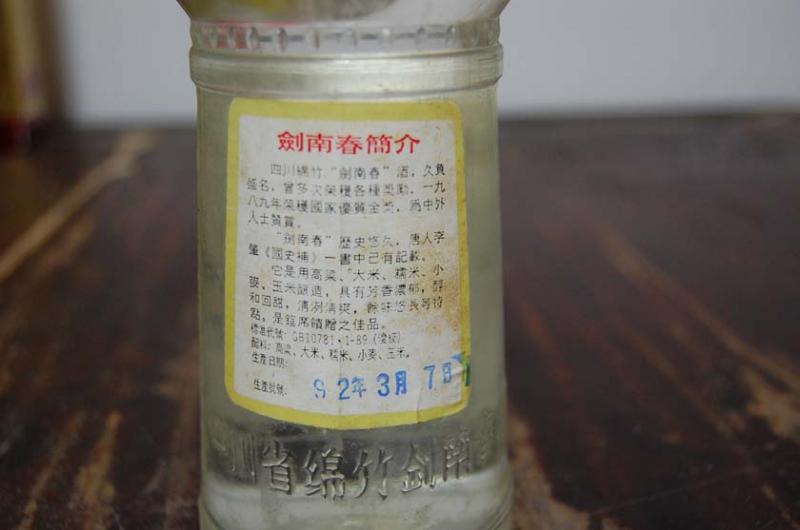 劍南春簡介
四川綿竹“劍南春”酒，久負
盛名，曾多次榮獲各種獎勵，一九
八九年榮獲國家優質金獎，為中外
人士贊賞。
“劍南春”歷史悠久，唐人李
肇《國史補》一書中已有記載。
它是用高粱、大米、糯米、小
麥、玉米釀造，具有芳香濃郁，醇
和回甜，清冽淨爽，餘味悠長等特
點。是筵席饋贈之佳品。
標准代號：GB10781·1-89（優級）
配料：高粱、大米、糯米、小麥、玉米。
生產日期：
生產批號：
92年3月7日
川省绵竹剑南